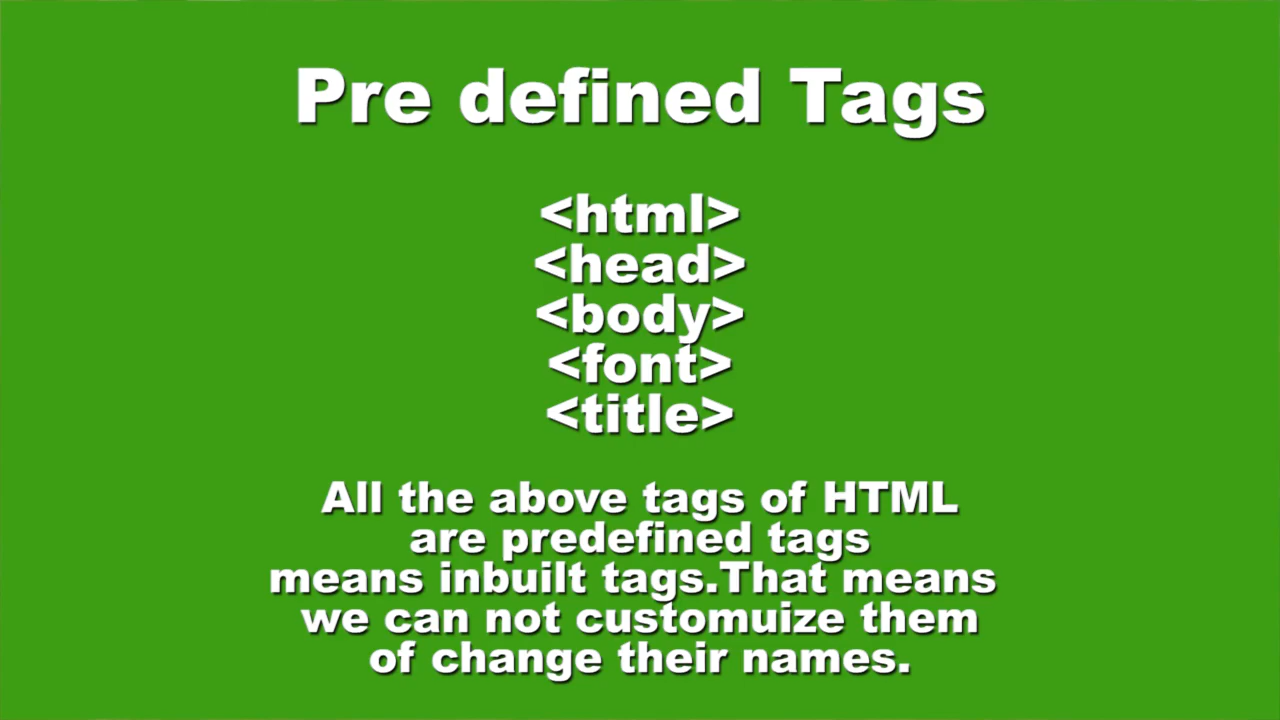 Pre defined Tags
<html>
<head>
<body>
<font>
<title>
All the above tags of HTML
are predefined tags
means inbuilt tags.That means
we can not customuize them
of change their names.